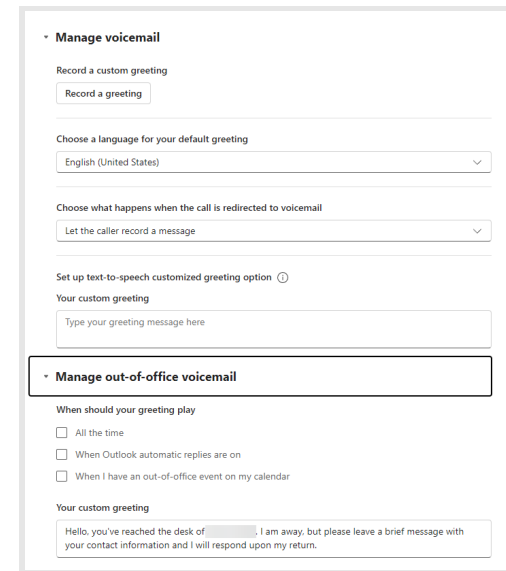 Manage voicemail
Record a custom greeting
Record a greeting
Choose a language for your default greeting
English (United States)
Choose what happens when the call is redirected to voicemail
Let the caller record a message
Set up text-to-speech customized greeting option
Your custom greeting
Type your greeting message here
Manage out-of-office voicemail
When should your greeting play
All the time
When Outlook automatic replies are on
When I have an out-of-office event on my calendar
Your custom greeting
Hello, you've reached the desk of . I am away, but please leave a brief message with
your contact information and I will respond upon my return.